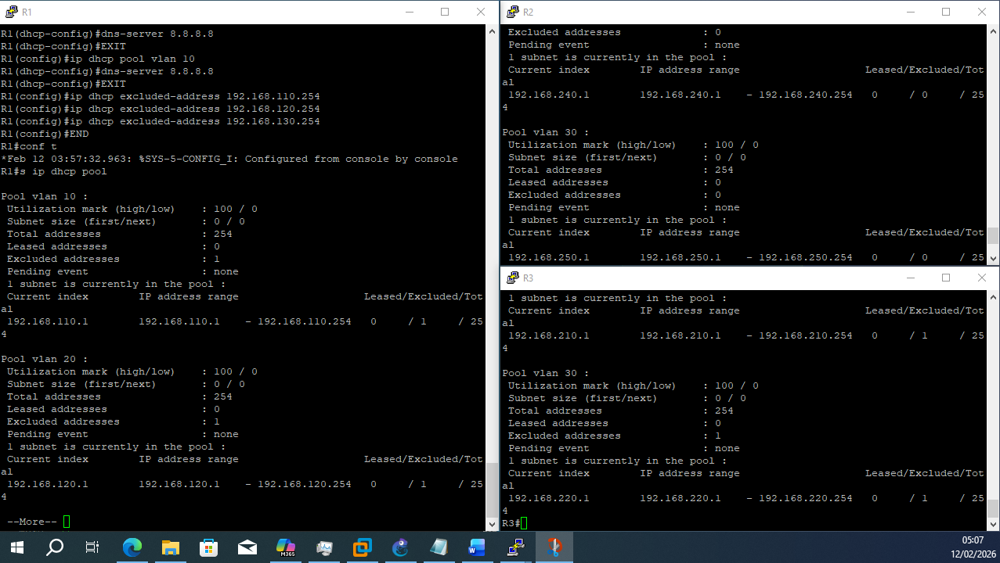 R1
R1(dhcp-config)#dns-server 8.8.8.8
R1(dhcp-config)#EXIT
R1(config)#ip dhcp pool vlan 10
R1(dhcp-config)#dns-server 8.8.8.8
R1(dhcp-config)#EXIT
R1(config)#ip dhcp excluded-address 192.168.110.254
R1(config)#ip dhcp excluded-address 192.168.120.254
R1(config)#ip dhcp excluded-address 192.168.130.254
R1(config)#END
R1#conf t
*Feb 12 03:57:32.963: %SYS-5-CONFIG_I: Configured from console by console
R1#s ip dhcp pool
Pool vlan 10 :
Utilization mark (high/low) : 100 / 0
Subnet size (first/next) : 0 / 0
Total addresses : 254
Leased addresses : 0
Excluded addresses : 1
Pending event : none
1 subnet is currently in the pool :
Current index IP address range Leased/Excluded/Tot
al
192.168.110.1 192.168.110.1 - 192.168.110.254 0 / 1 / 25
4
Pool vlan 20 :
Utilization mark (high/low) : 100 / 0
Subnet size (first/next) : 0 / 0
Total addresses : 254
Leased addresses : 0
Excluded addresses : 1
Pending event : none
1 subnet is currently in the pool :
Current index IP address range Leased/Excluded/Tot
al
192.168.120.1 192.168.120.1 - 192.168.120.254 0 / 1 / 25
4
--More--
R2
Excluded addresses : 0
Pending event : none
1 subnet is currently in the pool :
Current index IP address range Leased/Excluded/Tot
al
192.168.240.1 192.168.240.1 - 192.168.240.254 0 / 0 / 25
4
Pool vlan 30 :
Utilization mark (high/low) : 100 / 0
Subnet size (first/next) : 0 / 0
Total addresses : 254
Leased addresses : 0
Excluded addresses : 0
Pending event : none
1 subnet is currently in the pool :
Current index IP address range Leased/Excluded/Tot
al
192.168.250.1 192.168.250.1 - 192.168.250.254 0 / 0 / 25
R3
1 subnet is currently in the pool :
Current index IP address range Leased/Excluded/Tot
al
192.168.210.1 192.168.210.1 - 192.168.210.254 0 / 1 / 25
4
Pool vlan 30 :
Utilization mark (high/low) : 100 / 0
Subnet size (first/next) : 0 / 0
Total addresses : 254
Leased addresses : 0
Excluded addresses : 1
Pending event : none
1 subnet is currently in the pool :
Current index IP address range Leased/Excluded/Tot
al
192.168.220.1 192.168.220.1 - 192.168.220.254 0 / 1 / 25
4
R3#
M365
05:07
12/02/2026